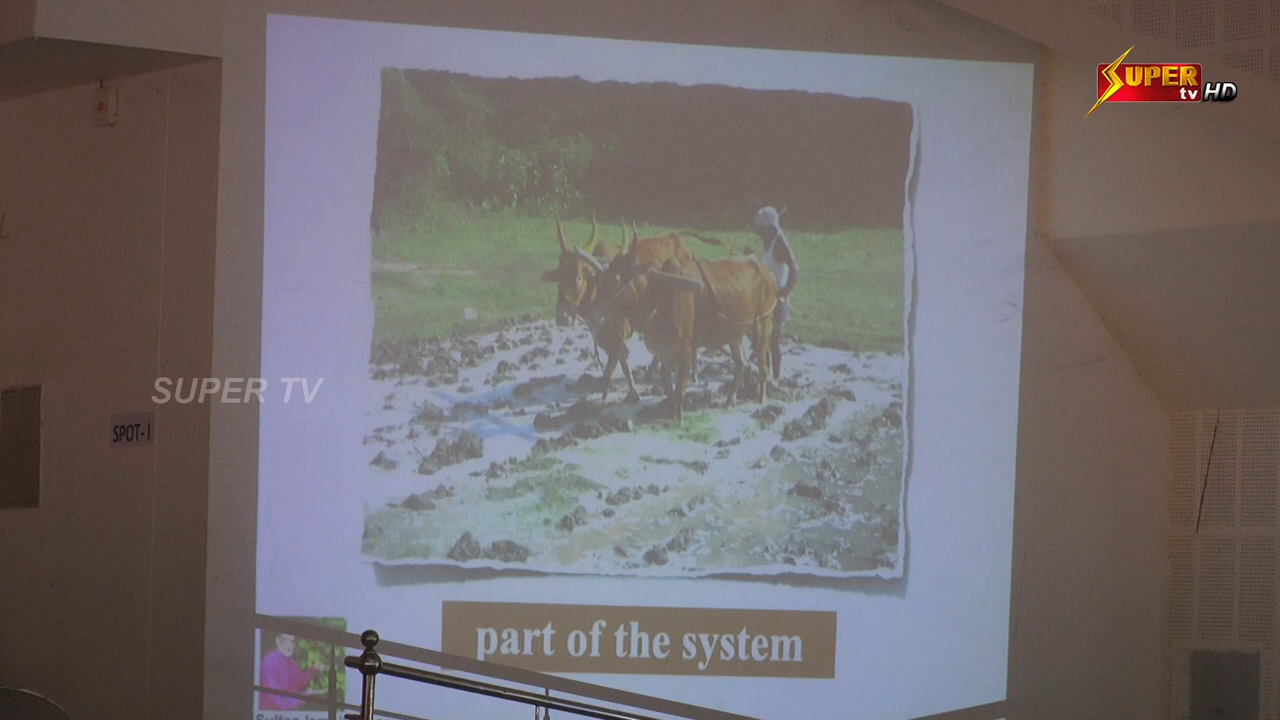 SUPER
tv HD
SUPER TV
SPOT-1
part of the system